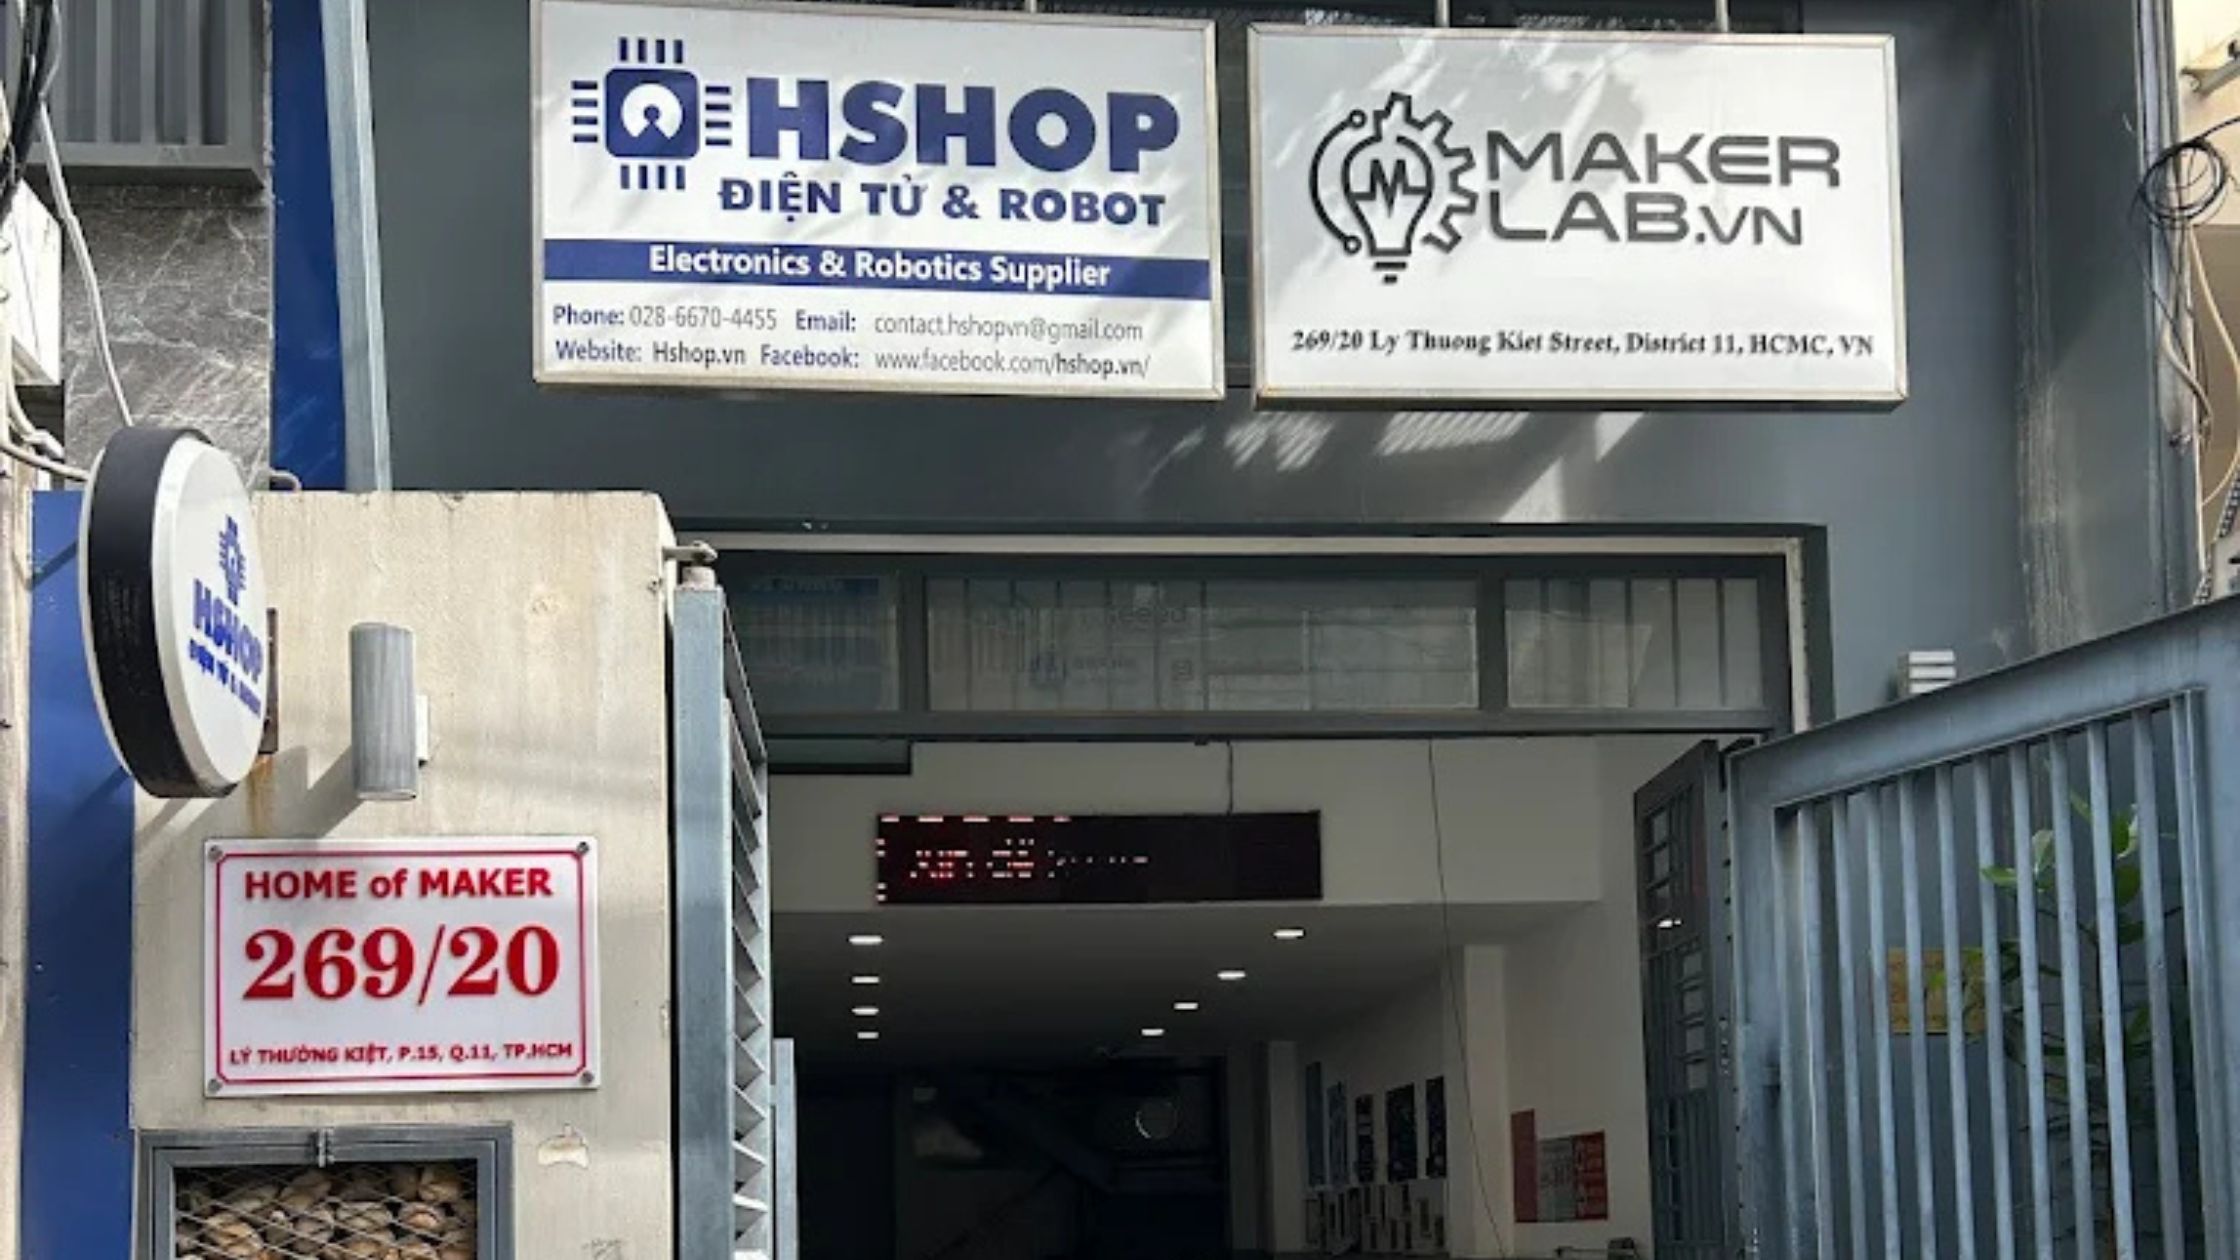 HSHOP
ĐIỆN TỬ & ROBOT
Electronics & Robotics Supplier
Phone: 028-6670-4455 Email: contact.hshopvn@gmail.com
Website: Hshop.vn Facebook: www.facebook.com/hshop.vn/
MAKER
LAB.VN
269/20 Ly Thuong Kiet Street, District 11, HCMC, VN
HSHOP
ĐIỆN TỬ &
HOME of MAKER
269/20
LÝ THƯỜNG KIỆT, P.15, Q.11, TP.HCM